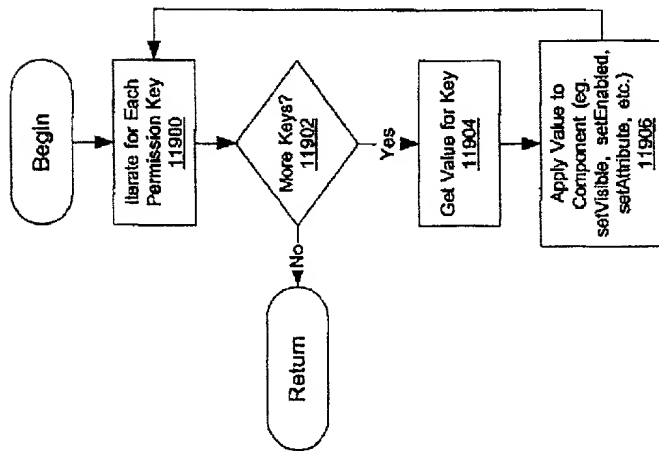 Begin
Iterate for Each
Permission Key
11900
More Keys?
11902
No
Return
Yes
Get Value for Key
11904
Apply Value to
Component (eg.
setVisible, setEnabled,
setAttribute, etc.)
11906